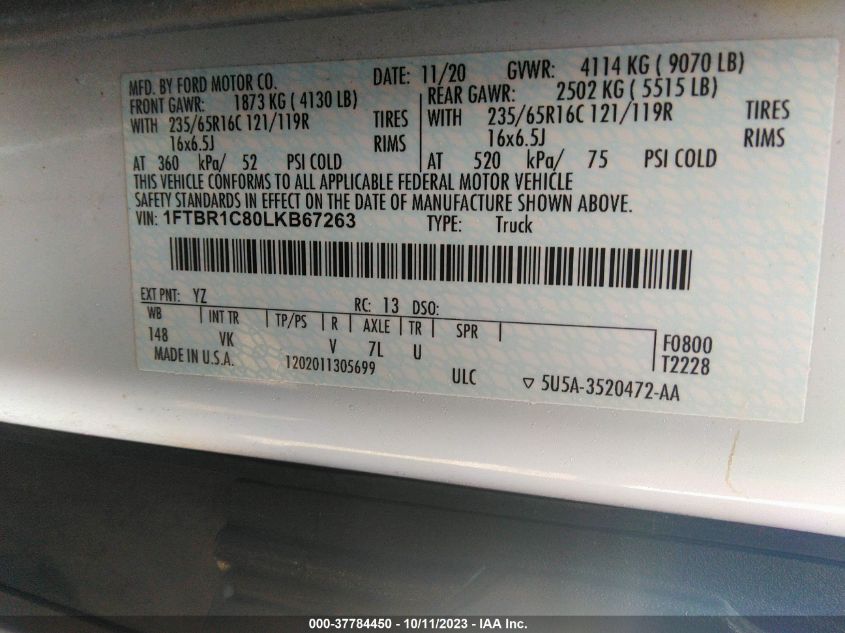 MFD. BY FORD MOTOR CO. DATE: 11/20 GVWR: 4114 KG ( 9070 LB)
FRONT GAWR: 1873 KG ( 4130 LB) REAR GAWR: 2502 KG ( 5515 LB)
WITH 235/65R16C 121/119R TIRES WITH 235/65R16C 121/119R TIRES
16x6.5J RIMS 16x6.5J RIMS
AT 360 kPa/ 52 PSI COLD AT 520 kPa/ 75 PSI COLD
THIS VEHICLE CONFORMS TO ALL APPLICABLE FEDERAL MOTOR VEHICLE
SAFETY STANDARDS IN EFFECT ON THE DATE OF MANUFACTURE SHOWN ABOVE.
VIN: 1FTBR1C80LKB67263 TYPE: Truck
EXT PNT: YZ RC: 13 DSO:
WB INT TR TP/PS R AXLE TR SPR
148 VK V 7L U F0800
MADE IN U.S.A. 1202011305699 T2228
ULC ▽ 5U5A-3520472-AA
000-37784450 - 10/11/2023 - IAA Inc.